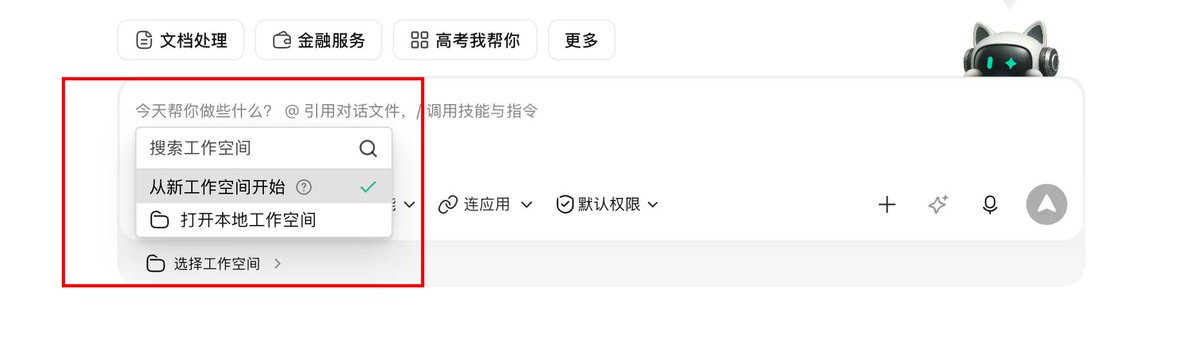 文档处理 金融服务 高考我帮你 更多
今天帮你做些什么？ @ 引用对话文件，/ 调用技能与指令
搜索工作空间
从新工作空间开始 ?
打开本地工作空间
能 连应用 默认权限
选择工作空间